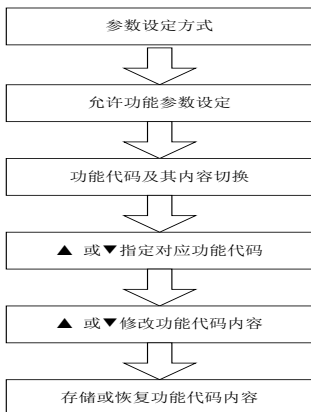 参数设定方式
允许功能参数设定
功能代码及其内容切换
▲ 或▼指定对应功能代码
▲ 或▼修改功能代码内容
存储或恢复功能代码内容